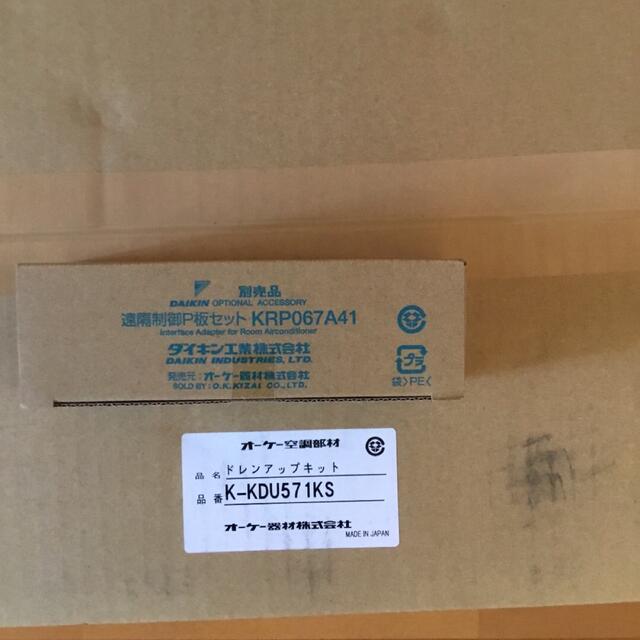 別売品
DAIKIN OPTIONAL ACCESSORY
遠隔制御P板セット KRP067A41
Interface Adapter for Room Airconditioner
ダイキン工業株式会社
DAIKIN INDUSTRIES, LTD.
発売元:オーケー器材株式会社
SOLD BY: O.K.KIZAI CO.,LTD.
プラ
袋>PE<
オーケー空調部材
品名 ドレンアップキット
品番 K-KDU571KS
オーケー器材株式会社
MADE IN JAPAN